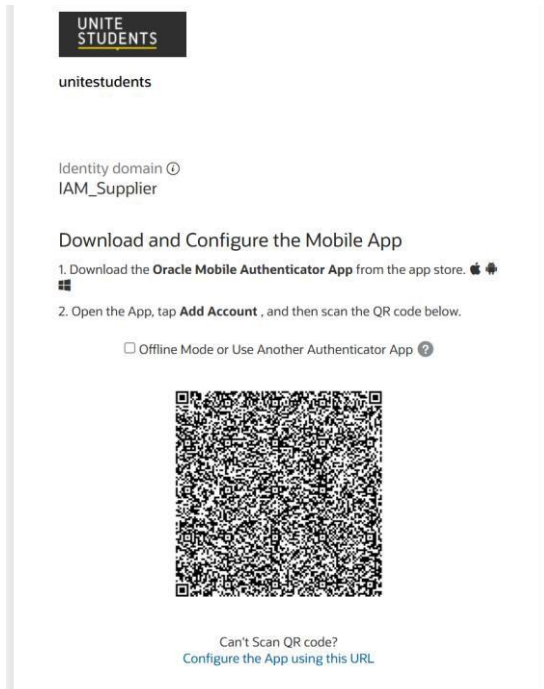 UNITE
STUDENTS
unitestudents
Identity domain
IAM_Supplier
Download and Configure the Mobile App
1. Download the Oracle Mobile Authenticator App from the app store.
2. Open the App, tap Add Account , and then scan the QR code below.
Offline Mode or Use Another Authenticator App ?
Can't Scan QR code?
Configure the App using this URL